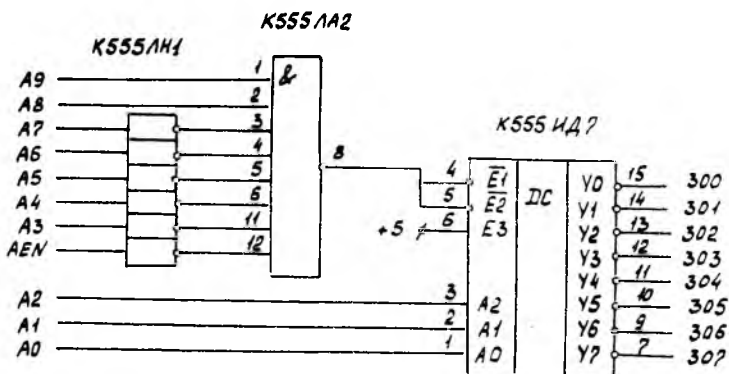 К555ЛА2
К555ЛН1
A9 1 &
A8 2
A7 3
A6 4
A5 5
A4 6
A3 11
AEN 12
8
К555ИД7
4 E1 DC Y0 15 300
5 E2 Y1 14 301
+5 6 E3 Y2 13 302
Y3 12 303
Y4 11 304
A2 3 A2 Y5 10 305
A1 2 A1 Y6 9 306
A0 1 A0 Y7 7 307